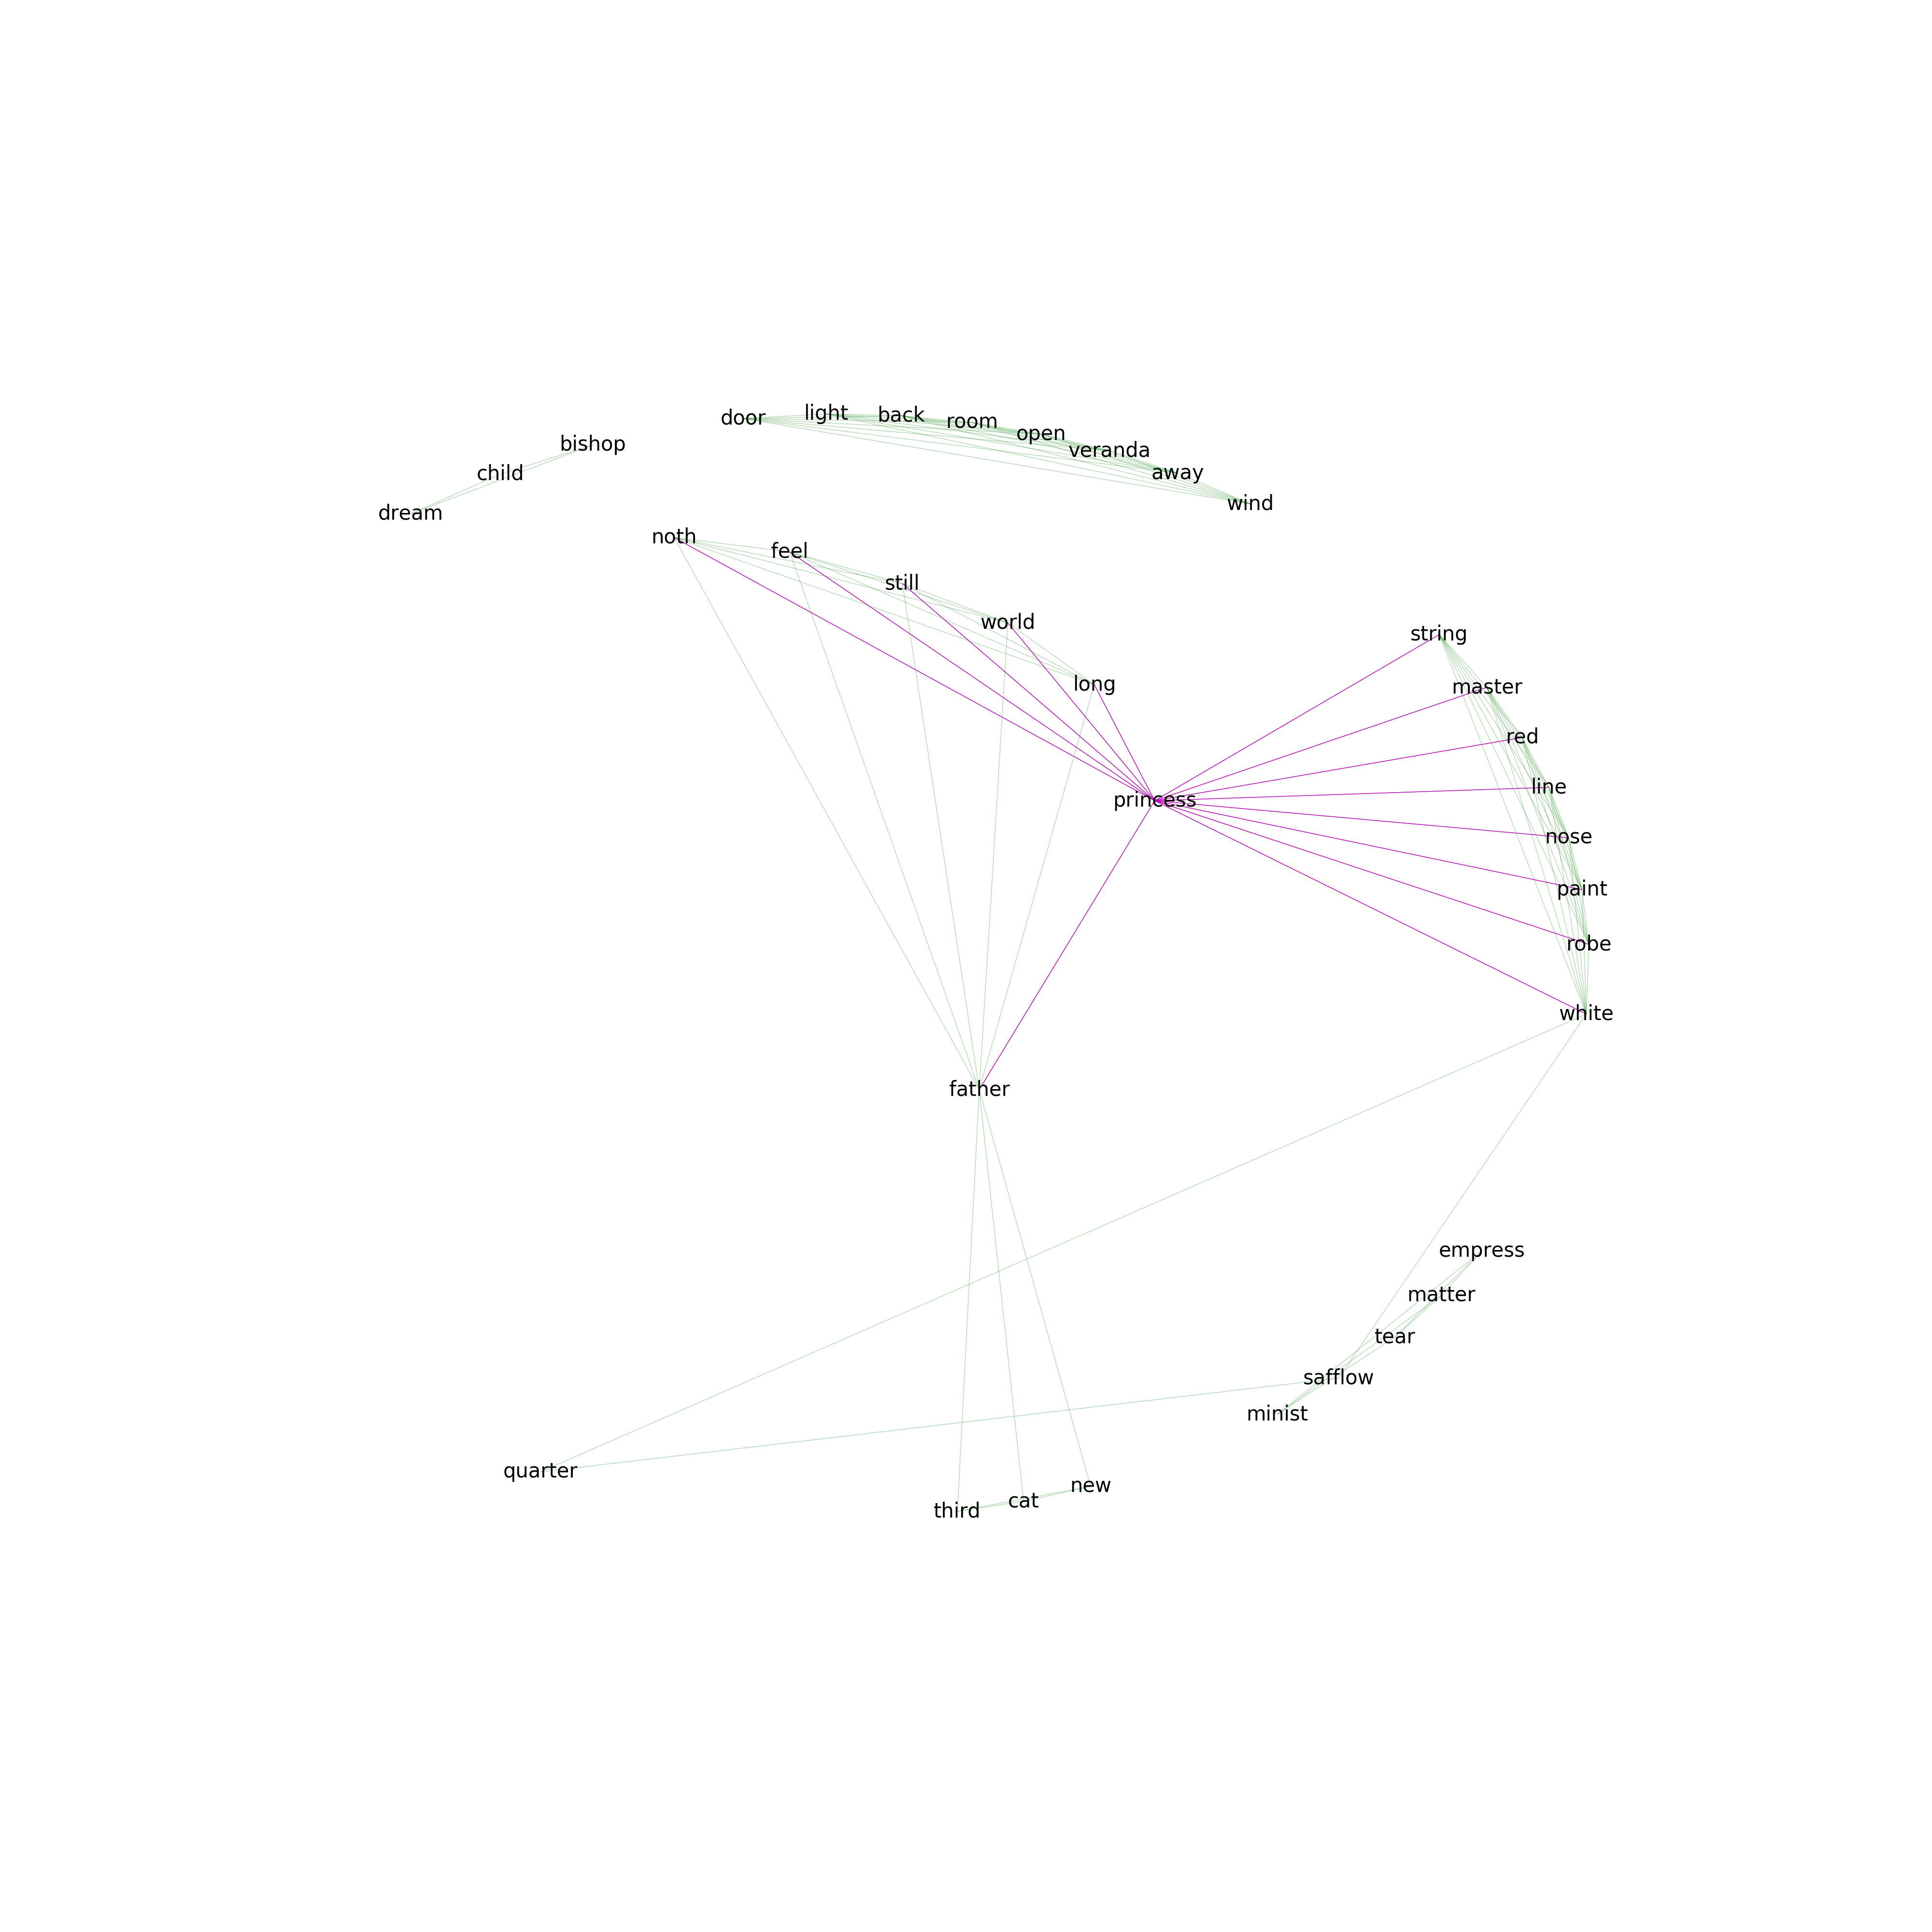 light
back
door
room
open
bishop
veranda
child
away
wind
dream
noth
feel
still
world
string
long
master
red
line
princess
nose
paint
robe
white
father
empress
matter
tear
safflow
minist
quarter
new
cat
third